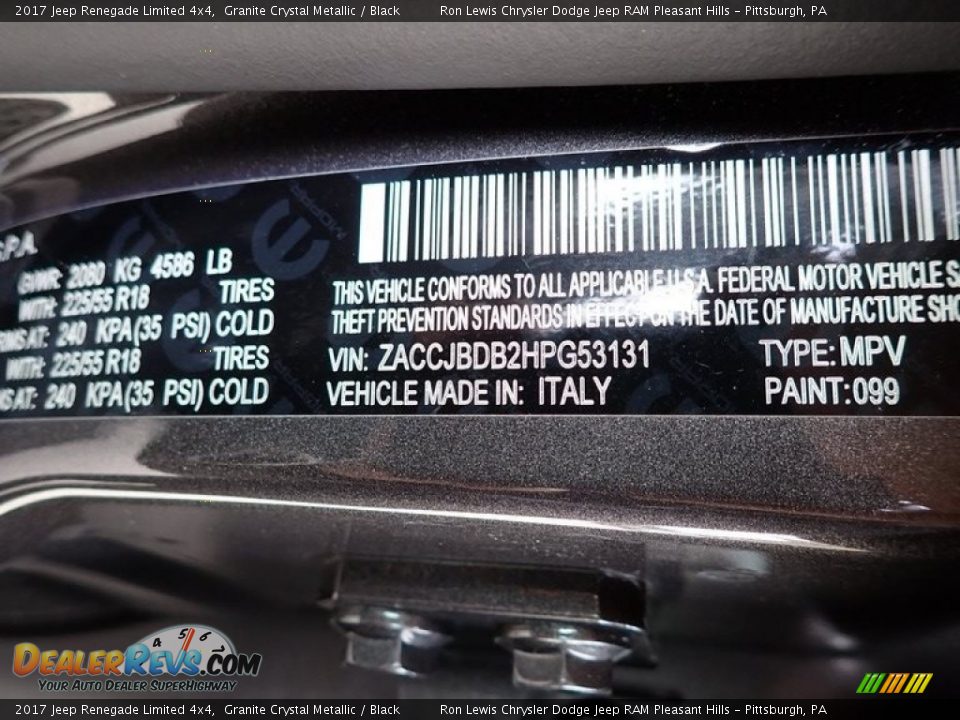 2017 Jeep Renegade Limited 4x4, Granite Crystal Metallic / Black Ron Lewis Chrysler Dodge Jeep RAM Pleasant Hills - Pittsburgh, PA
GVWR: 2080 KG 4586 LB
WITH: 225/55 R18 TIRES
AT: 240 KPA(35 PSI) COLD
WITH: 225/55 R18 TIRES
AT: 240 KPA(35 PSI) COLD
THIS VEHICLE CONFORMS TO ALL APPLICABLE U.S.A. FEDERAL MOTOR VEHICLE
THEFT PREVENTION STANDARDS IN EFFECT ON THE DATE OF MANUFACTURE
VIN: ZACCJBDB2HPG53131 TYPE: MPV
VEHICLE MADE IN: ITALY PAINT: 099
4 5 6
DEALERREVS.COM
YOUR AUTO DEALER SUPERHIGHWAY
2017 Jeep Renegade Limited 4x4, Granite Crystal Metallic / Black Ron Lewis Chrysler Dodge Jeep RAM Pleasant Hills - Pittsburgh, PA